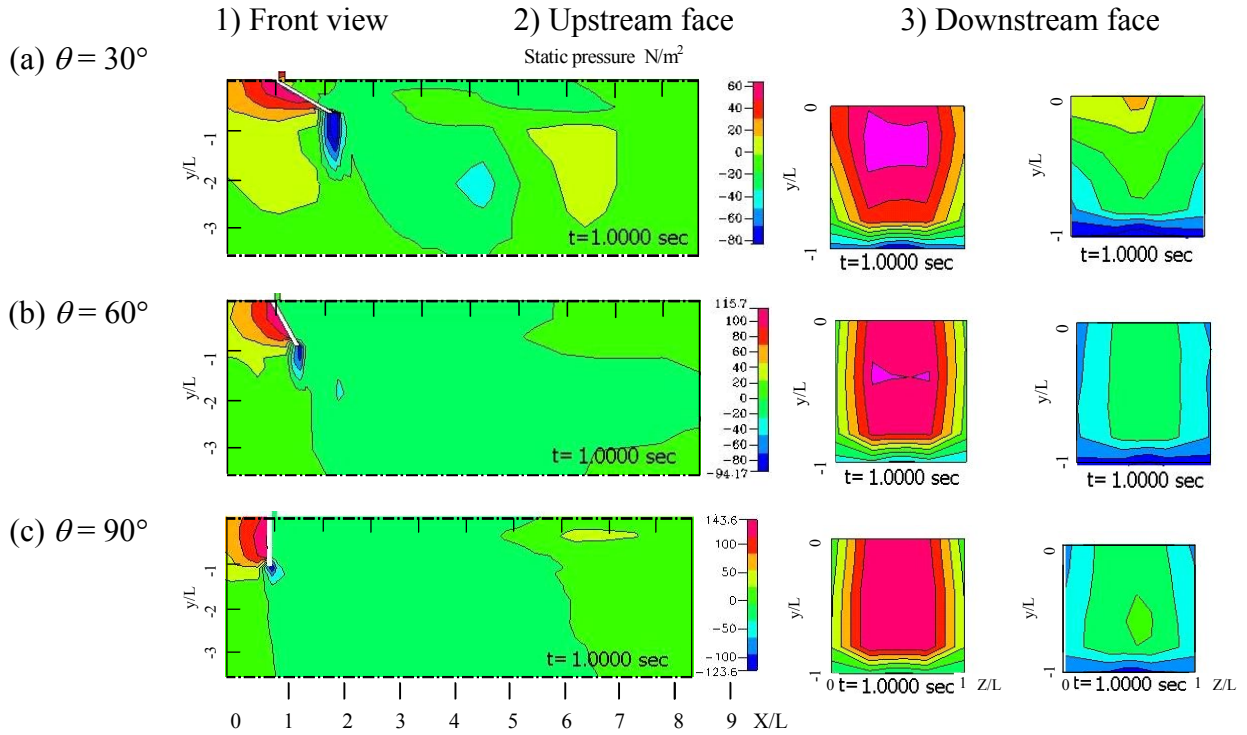 1) Front view 2) Upstream face 3) Downstream face
(a) θ = 30°
Static pressure N/m²
60
40
20
0
-20
-40
-60
-80
y/L
-1
-2
-3
t=1.0000 sec
0
y/L
-1
t=1.0000 sec
0
y/L
-1
t=1.0000 sec
(b) θ = 60°
115.7
100
80
60
40
20
0
-20
-40
-60
-80
-94.17
y/L
-1
-2
-3
t=1.0000 sec
0
y/L
-1
t=1.0000 sec
0
y/L
-1
t=1.0000 sec
(c) θ = 90°
143.6
100
50
0
-50
-100
-123.6
y/L
-1
-2
-3
t=1.0000 sec
0
y/L
-1
0 t=1.0000 sec 1 Z/L
0
y/L
-1
0 t=1.0000 sec 1 Z/L
0 1 2 3 4 5 6 7 8 9 X/L